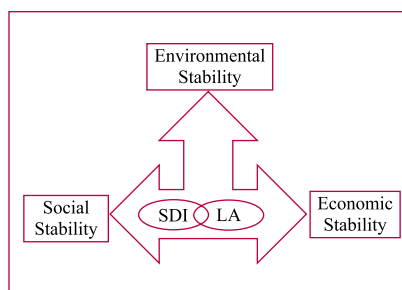 Environmental
Stability
Social
Stability
SDI
LA
Economic
Stability